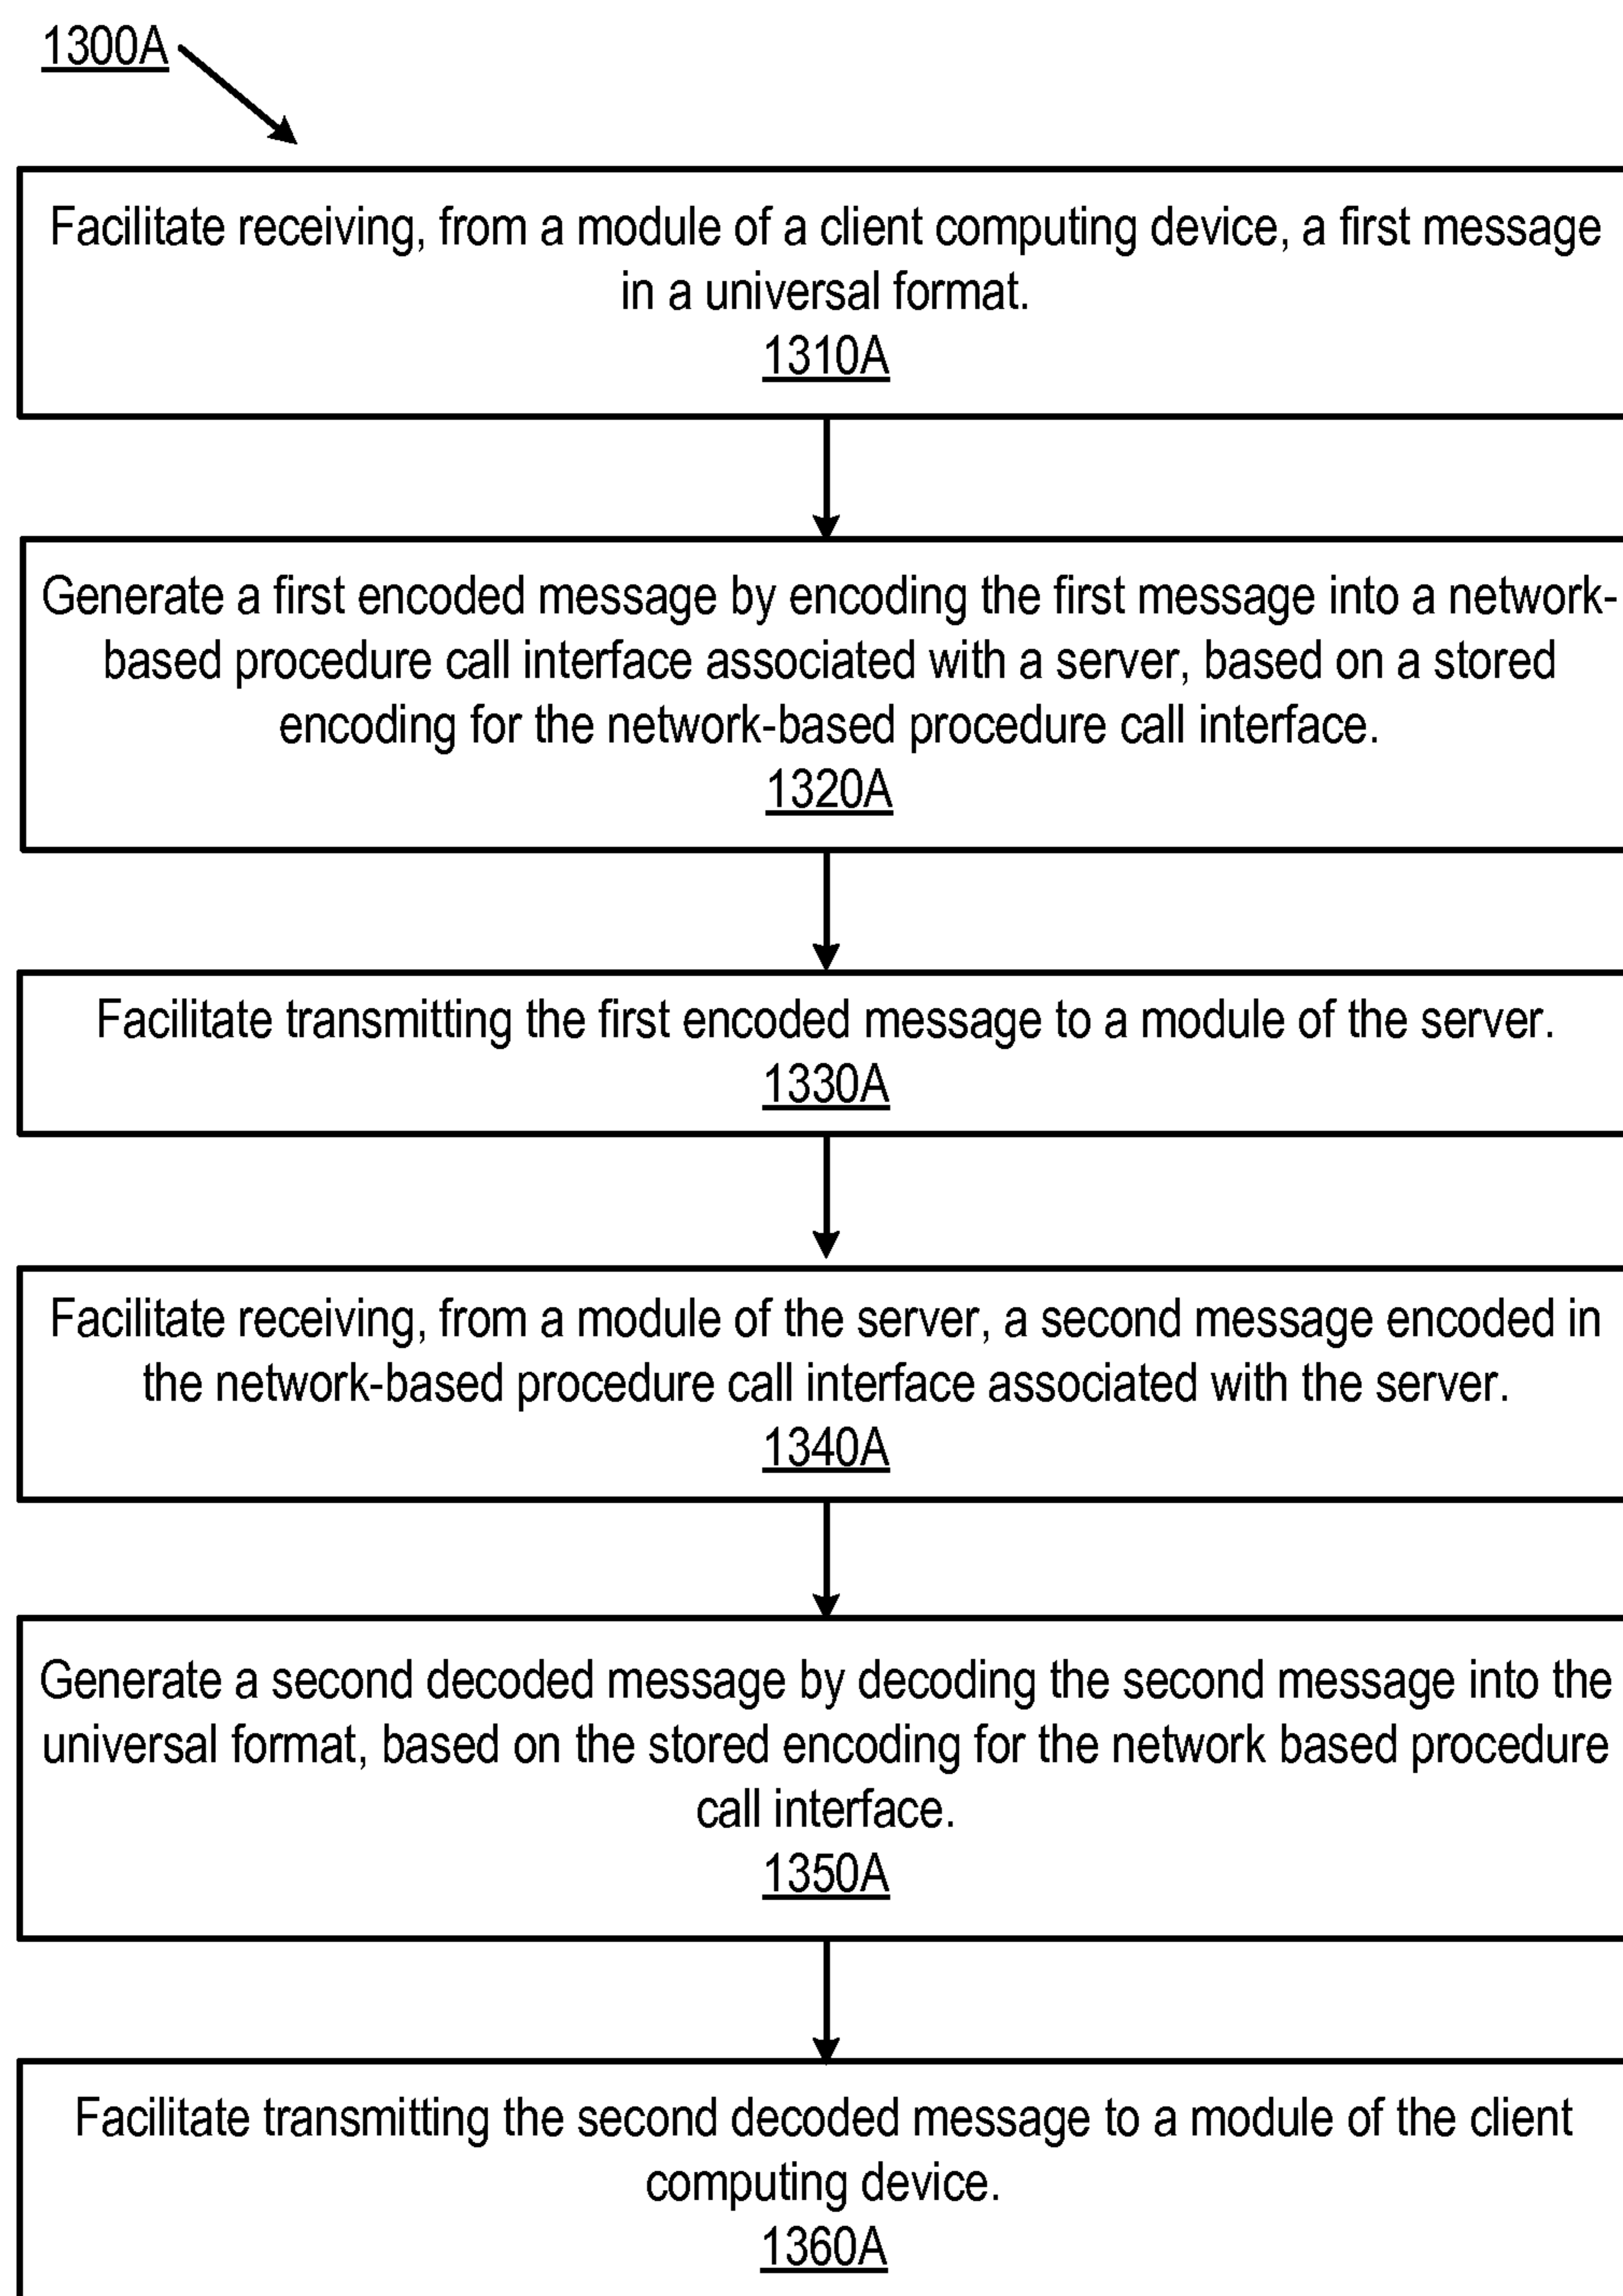 1300A
Facilitate receiving, from a module of a client computing device, a first message
in a universal format.
1310A
Generate a first encoded message by encoding the first message into a network-
based procedure call interface associated with a server, based on a stored
encoding for the network-based procedure call interface.
1320A
Facilitate transmitting the first encoded message to a module of the server.
1330A
Facilitate receiving, from a module of the server, a second message encoded in
the network-based procedure call interface associated with the server.
1340A
Generate a second decoded message by decoding the second message into the
universal format, based on the stored encoding for the network based procedure
call interface.
1350A
Facilitate transmitting the second decoded message to a module of the client
computing device.
1360A